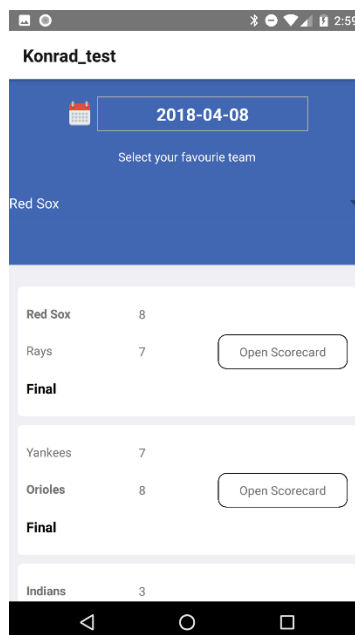 2:59
Konrad_test
2018-04-08
Select your favourie team
Red Sox
Red Sox 8
Rays 7
Open Scorecard
Final
Yankees 7
Orioles 8
Open Scorecard
Final
Indians 3